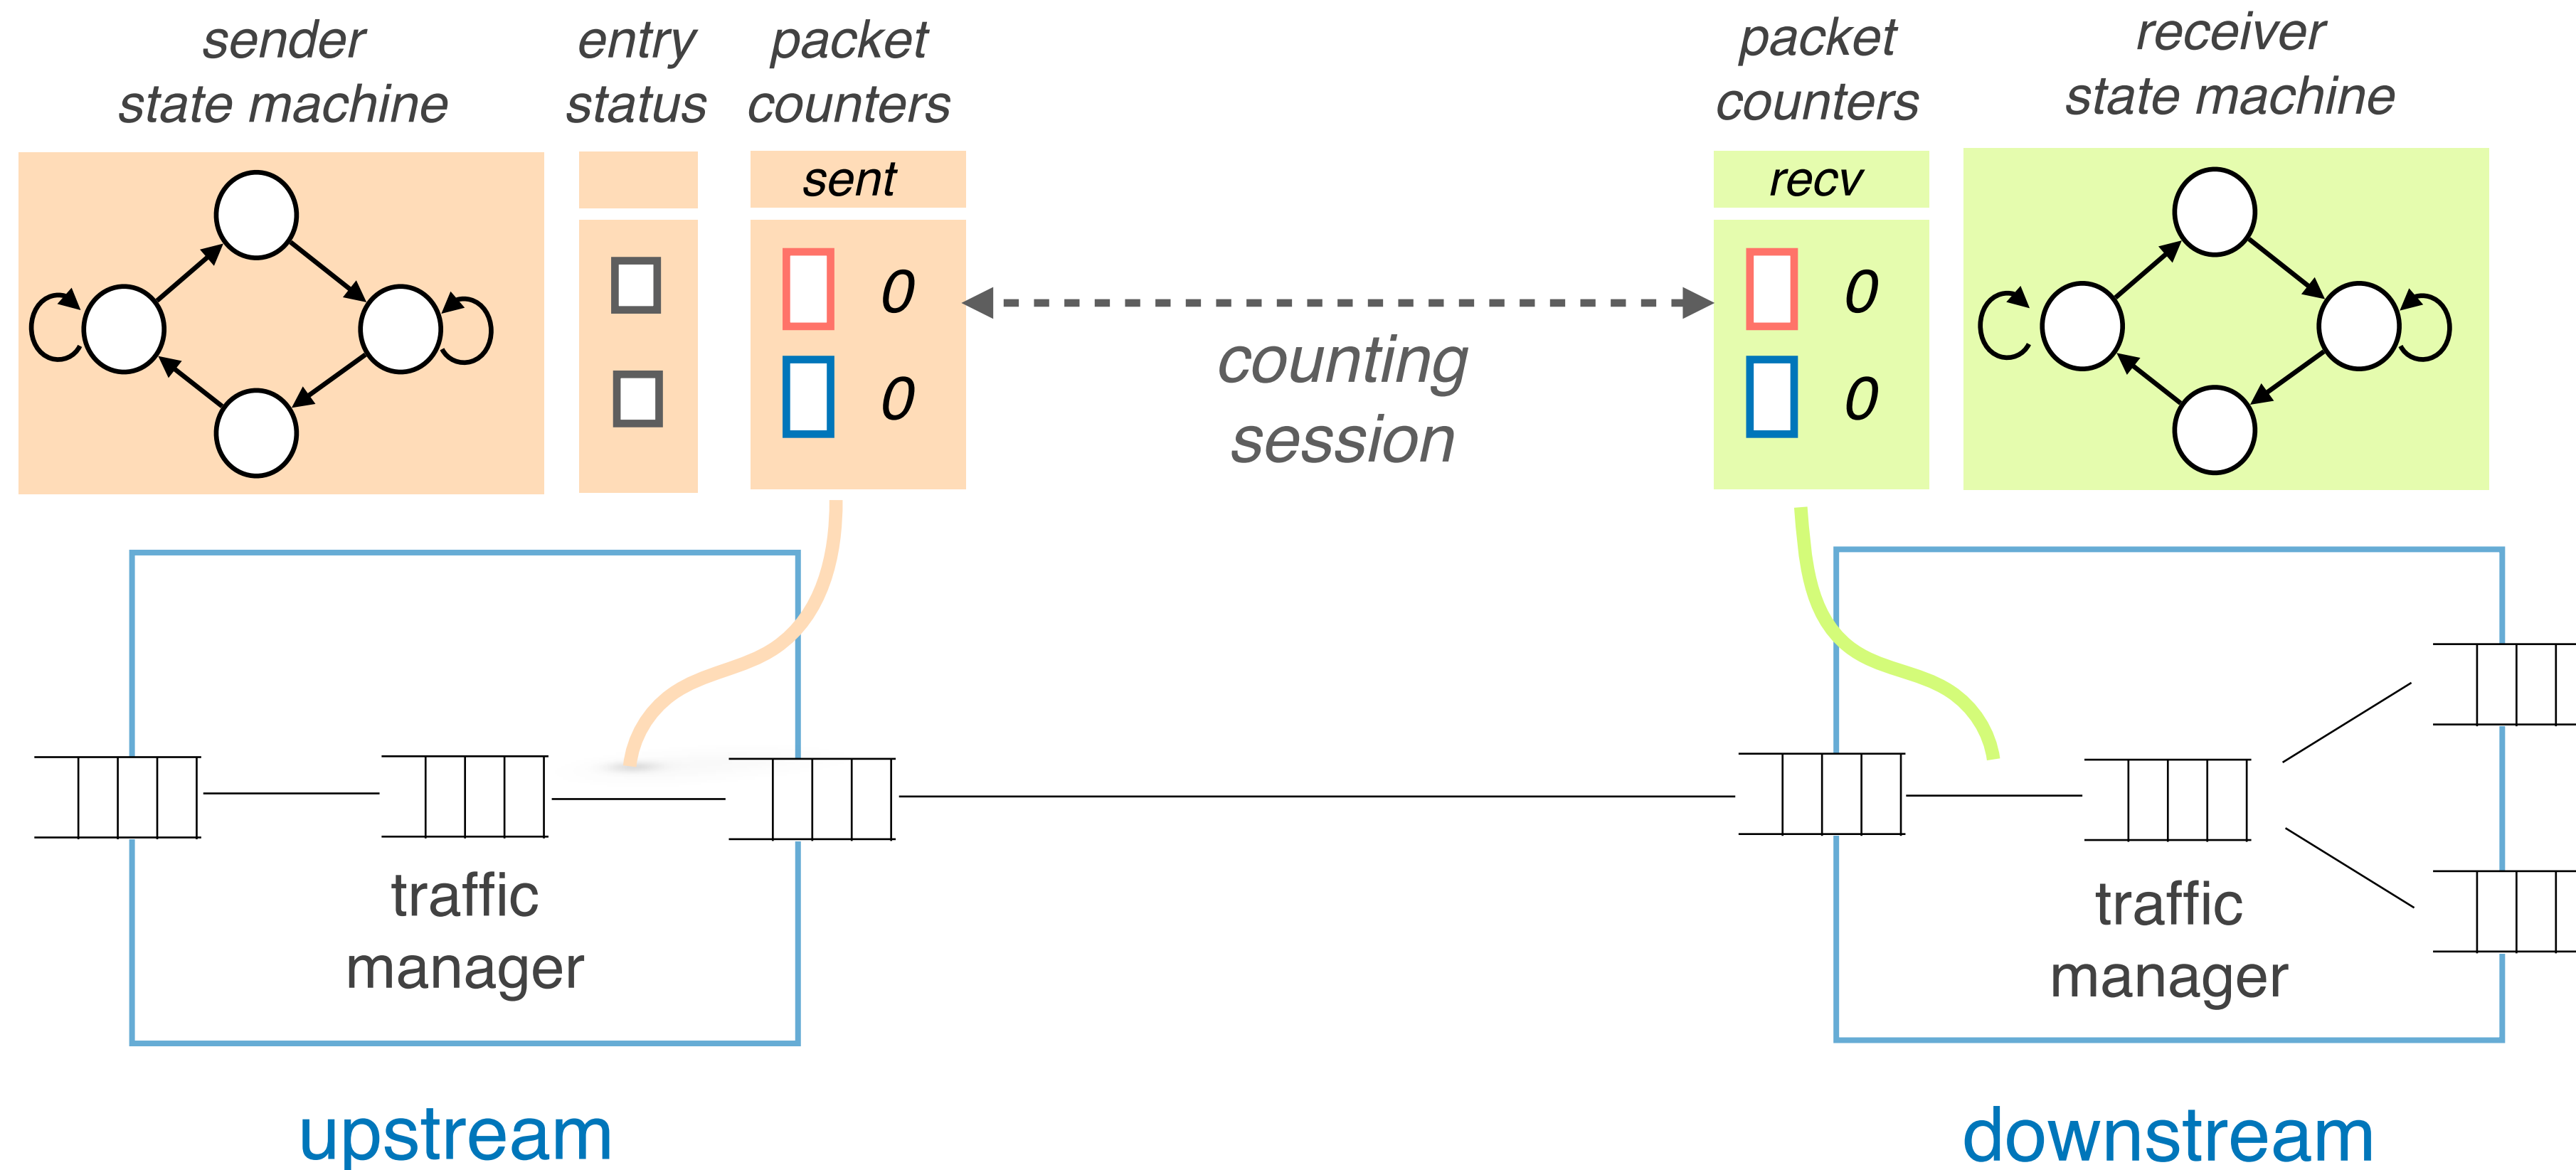 sender
state machine
entry
status
packet
counters
packet
counters
receiver
state machine
sent
recv
0
0
0
0
counting
session
traffic
manager
traffic
manager
upstream
downstream